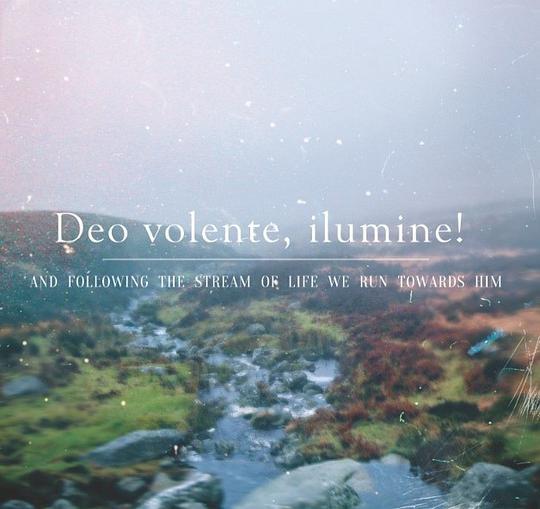 Deo volente, ilumine!
AND FOLLOWING THE STREAM OF LIFE WE RUN TOWARDS HIM